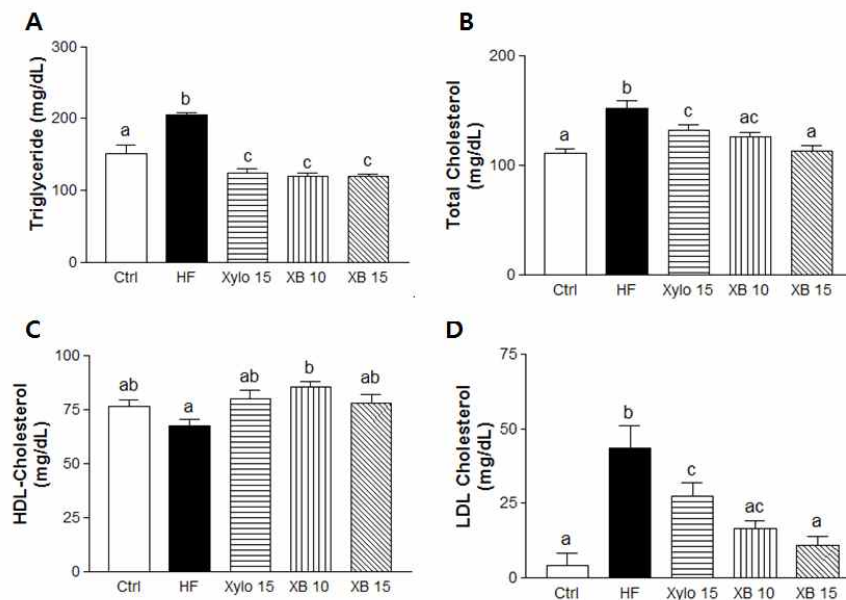 A
Triglyceride (mg/dL)
300
200
100
0
a
b
c
c
c
Ctrl
HF
Xylo 15
XB 10
XB 15
B
Total Cholesterol
(mg/dL)
200
100
0
a
b
c
ac
a
Ctrl
HF
Xylo 15
XB 10
XB 15
C
HDL-Cholesterol
(mg/dL)
100
75
50
25
0
ab
a
ab
b
ab
Ctrl
HF
Xylo 15
XB 10
XB 15
D
LDL Cholesterol
(mg/dL)
75
50
25
0
a
b
c
ac
a
Ctrl
HF
Xylo 15
XB 10
XB 15